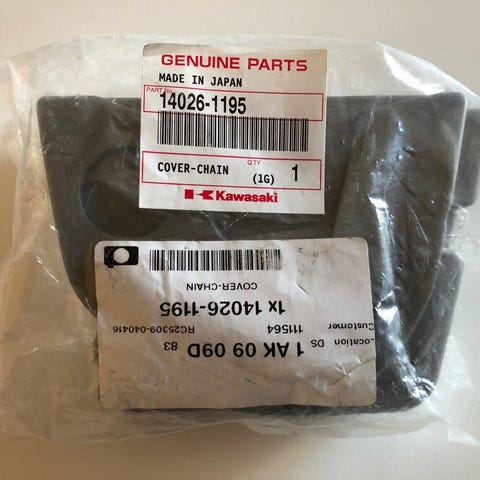 GENUINE PARTS
MADE IN JAPAN
PART No.
14026-1195
COVER-CHAIN
QTY
(1G) 1
Kawasaki
Location DS
1 AK 09 09D 83
Customer
111564 RC25309-040416
1x 14026-1195
COVER-CHAIN